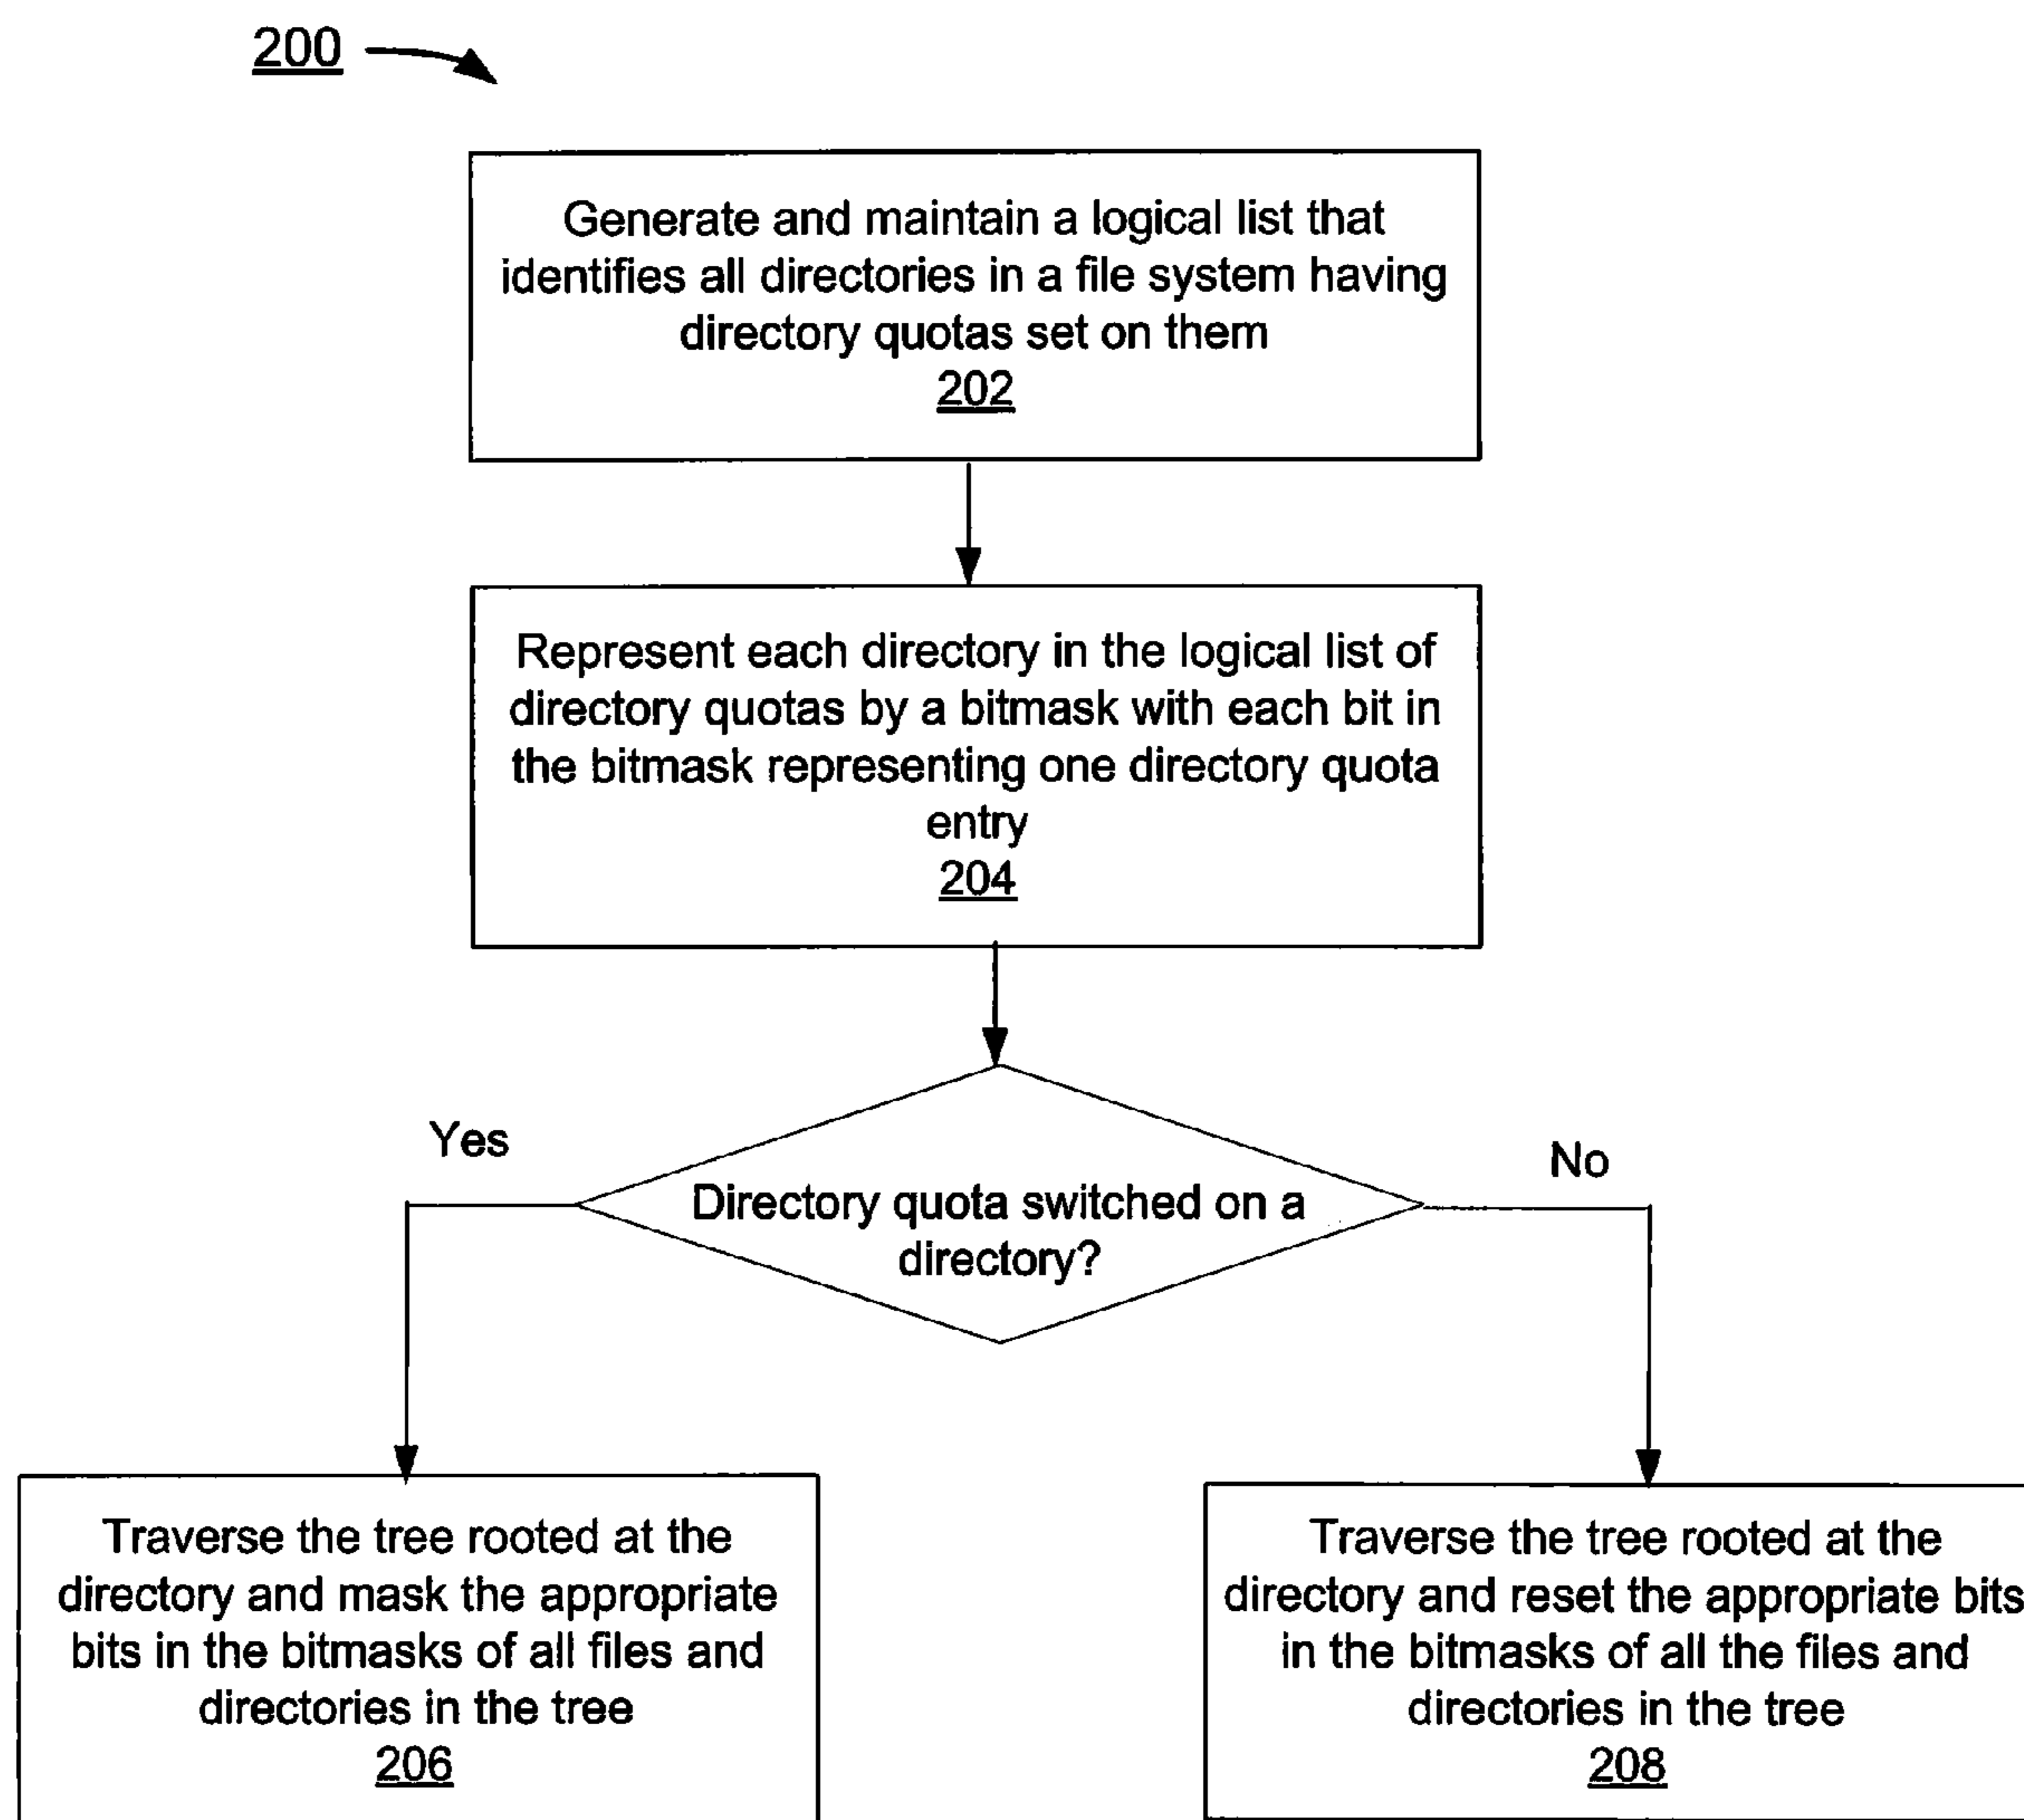 200
Generate and maintain a logical list that
identifies all directories in a file system having
directory quotas set on them
202
Represent each directory in the logical list of
directory quotas by a bitmask with each bit in
the bitmask representing one directory quota
entry
204
Directory quota switched on a
directory?
Yes
No
Traverse the tree rooted at the
directory and mask the appropriate
bits in the bitmasks of all files and
directories in the tree
206
Traverse the tree rooted at the
directory and reset the appropriate bits
in the bitmasks of all the files and
directories in the tree
208